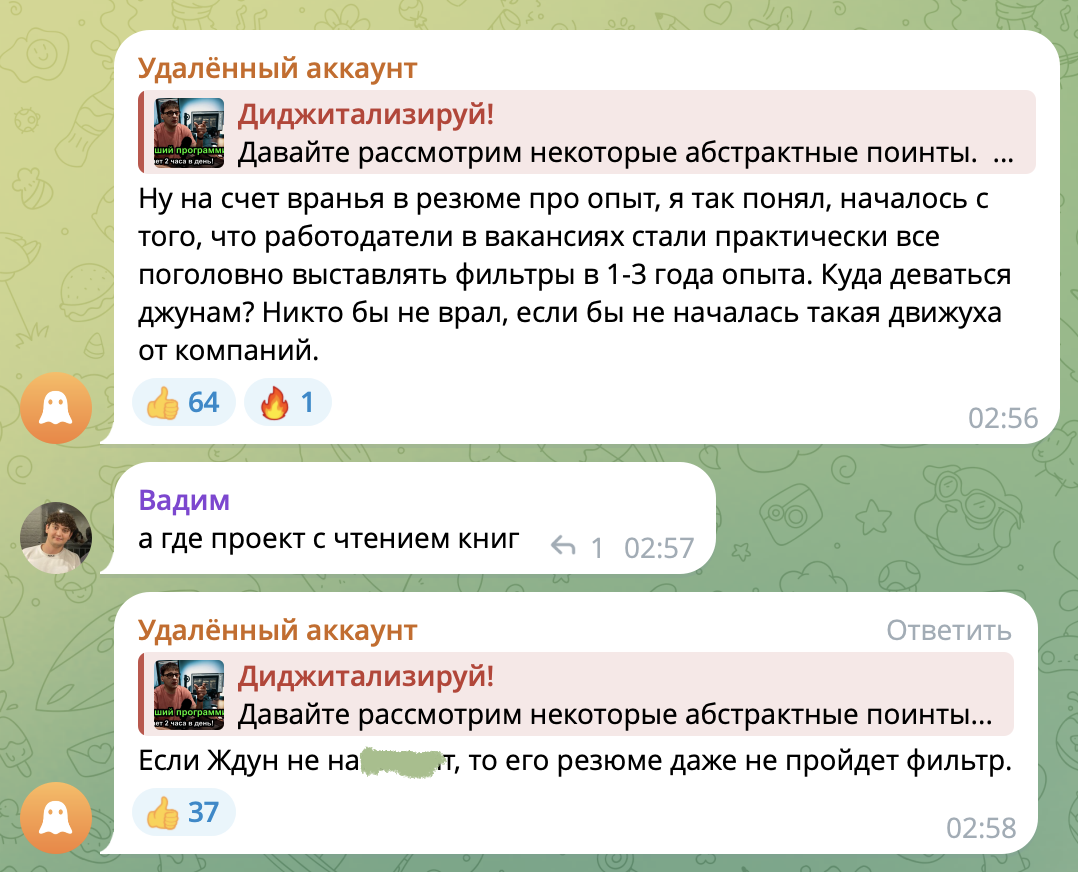 Удалённый аккаунт
Диджитализируй!
Давайте рассмотрим некоторые абстрактные поинты. ...
ший программи
ет 2 часа в день!
Ну на счет вранья в резюме про опыт, я так понял, началось с
того, что работодатели в вакансиях стали практически все
поголовно выставлять фильтры в 1-3 года опыта. Куда деваться
джунам? Никто бы не врал, если бы не началась такая движуха
от компаний.
👍 64 🔥 1
02:56
Вадим
а где проект с чтением книг 1 02:57
Удалённый аккаунт Ответить
Диджитализируй!
Давайте рассмотрим некоторые абстрактные поинты...
ший программи
ет 2 часа в день!
Если Ждун не на т, то его резюме даже не пройдет фильтр.
👍 37
02:58